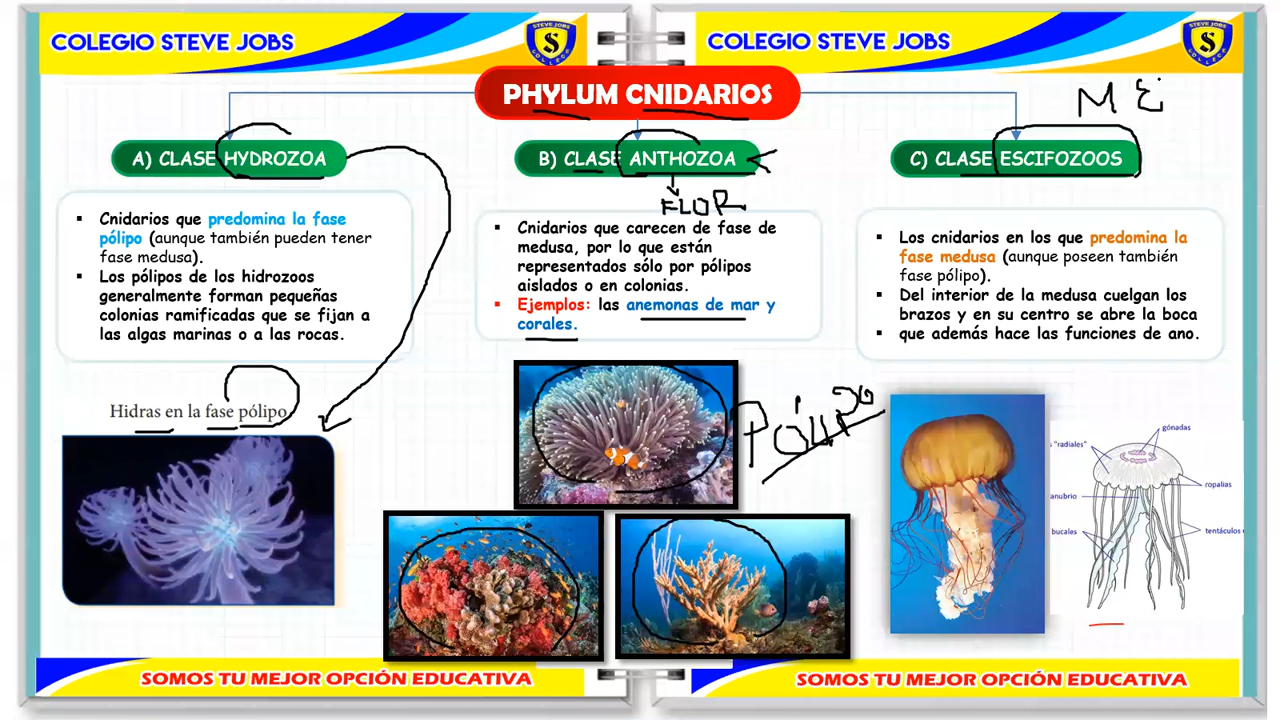 COLEGIO STEVE JOBS
S
COLLEGE
COLEGIO STEVE JOBS
S
COLLEGE
PHYLUM CNIDARIOS
M E
A) CLASE HYDROZOA
▪ Cnidarios que predomina la fase
pólipo (aunque también pueden tener
fase medusa).
▪ Los pólipos de los hidrozoos
generalmente forman pequeñas
colonias ramificadas que se fijan a
las algas marinas o a las rocas.
Hidras en la fase pólipo
B) CLASE ANTHOZOA
FLOR
▪ Cnidarios que carecen de fase de
medusa, por lo que están
representados sólo por pólipos
aislados o en colonias.
▪ Ejemplos: las anemonas de mar y
corales.
PÓLIPO
C) CLASE ESCIFOZOOS
▪ Los cnidarios en los que predomina la
fase medusa (aunque poseen también
fase pólipo).
▪ Del interior de la medusa cuelgan los
brazos y en su centro se abre la boca
▪ que además hace las funciones de ano.
gónadas
s "radiales"
ropalias
anubrio
bucales
tentáculos
SOMOS TU MEJOR OPCIÓN EDUCATIVA
SOMOS TU MEJOR OPCIÓN EDUCATIVA